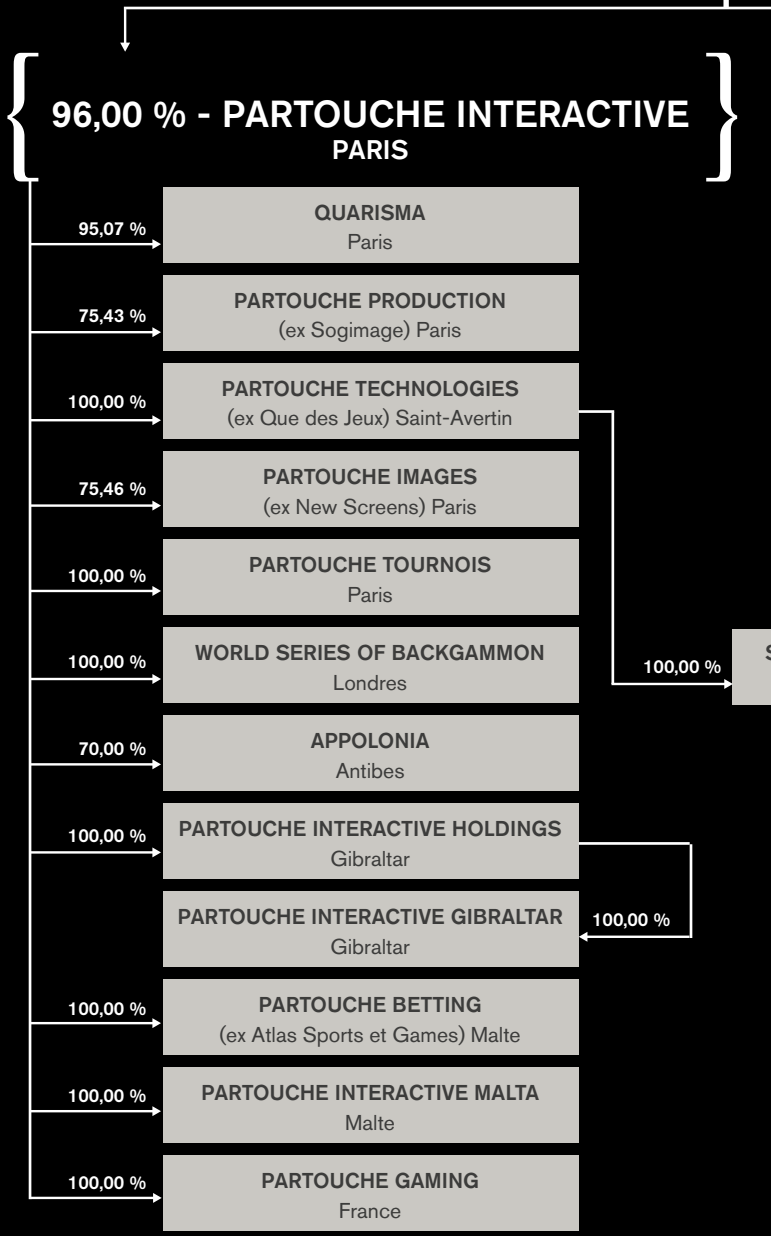 96,00 % - PARTOUCHE INTERACTIVE
PARIS
95,07 %
QUARISMA
Paris
75,43 %
PARTOUCHE PRODUCTION
(ex Sogimage) Paris
100,00 %
PARTOUCHE TECHNOLOGIES
(ex Que des Jeux) Saint-Avertin
75,46 %
PARTOUCHE IMAGES
(ex New Screens) Paris
100,00 %
PARTOUCHE TOURNOIS
Paris
100,00 %
WORLD SERIES OF BACKGAMMON
Londres
100,00 %
70,00 %
APPOLONIA
Antibes
100,00 %
PARTOUCHE INTERACTIVE HOLDINGS
Gibraltar
PARTOUCHE INTERACTIVE GIBRALTAR
Gibraltar
100,00 %
100,00 %
PARTOUCHE BETTING
(ex Atlas Sports et Games) Malte
100,00 %
PARTOUCHE INTERACTIVE MALTA
Malte
100,00 %
PARTOUCHE GAMING
France